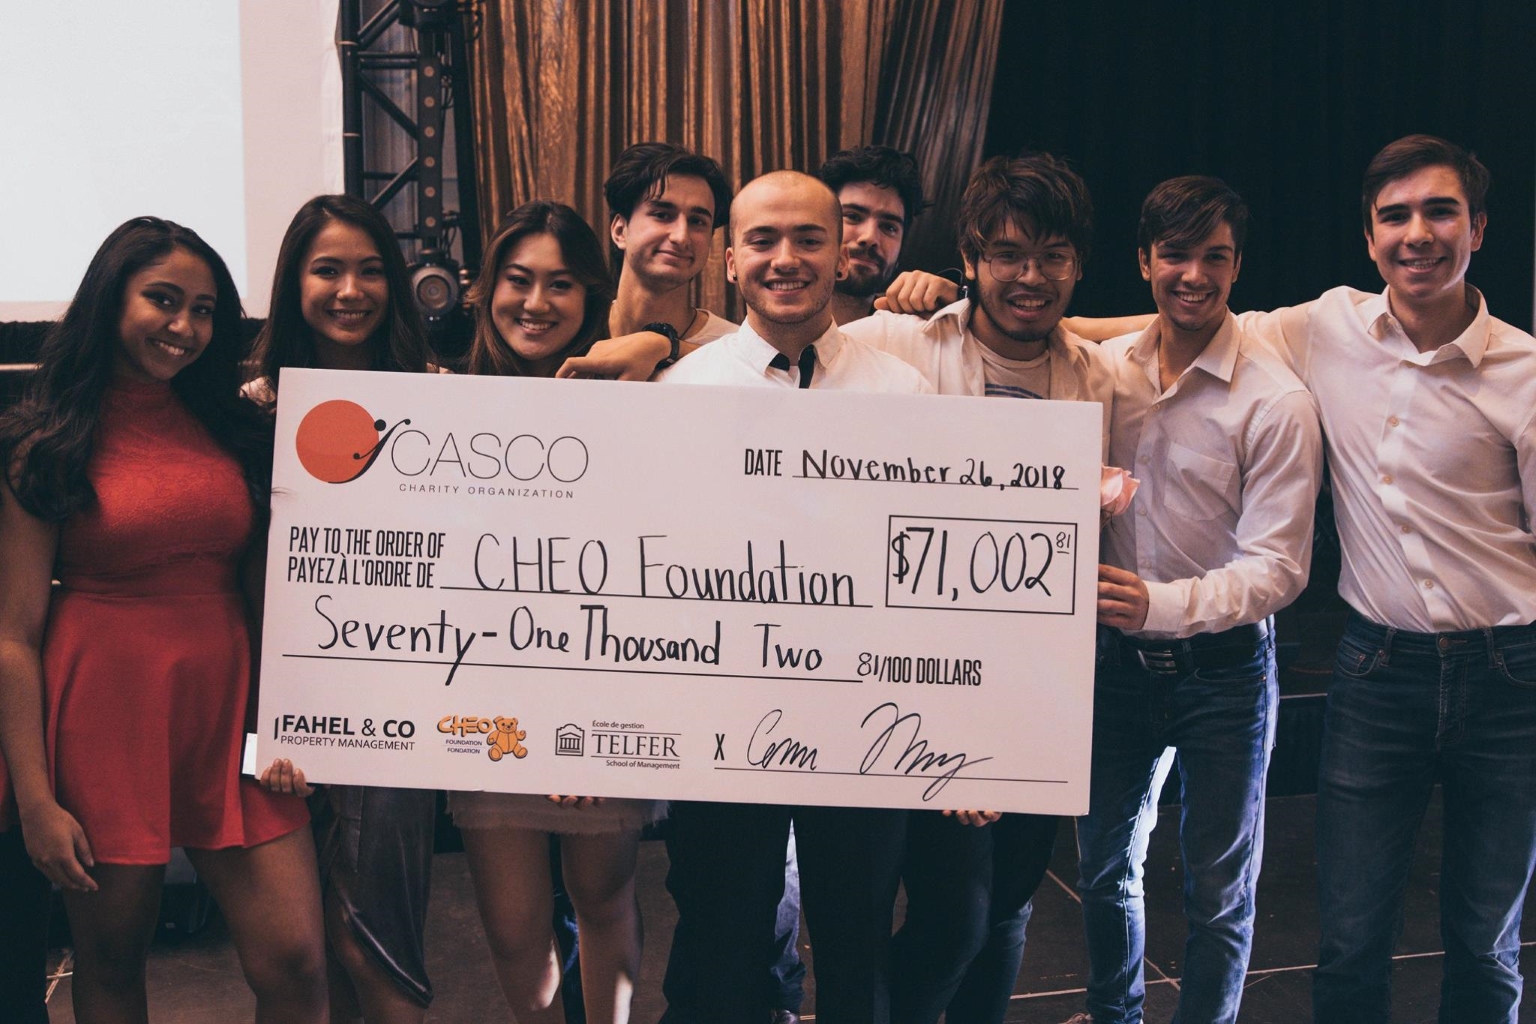 CASCO
CHARITY ORGANIZATION
DATE November 26, 2018
PAY TO THE ORDER OF
PAYEZ À L'ORDRE DE
CHEO Foundation
$71,002 81
Seventy-One Thousand Two 81/100 DOLLARS
FAHEL & CO
PROPERTY MANAGEMENT
CHEO
FOUNDATION
FONDATION
École de gestion
TELFER
School of Management
X